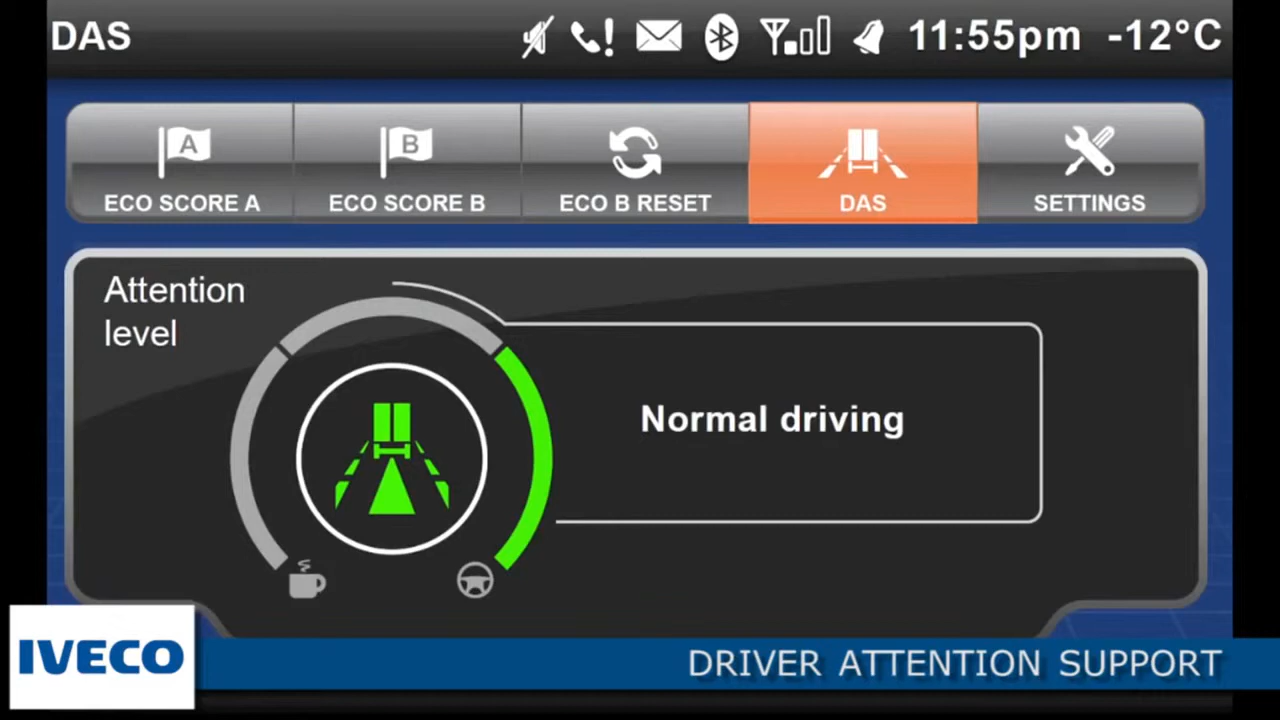 DAS
11:55pm -12°C
A
B
ECO SCORE A
ECO SCORE B
ECO B RESET
DAS
SETTINGS
Attention
level
Normal driving
IVECO
DRIVER ATTENTION SUPPORT